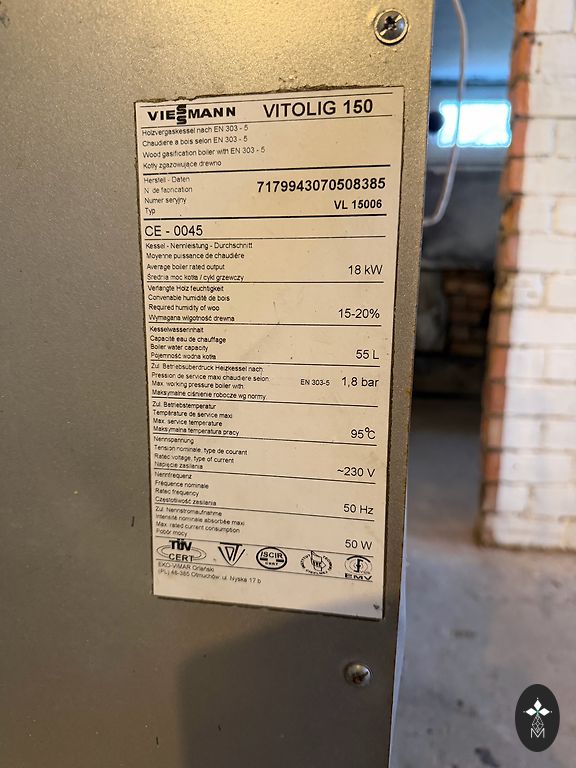 VIESSMANN VITOLIG 150
Holzvergaskessel nach EN 303 - 5
Chaudiere a bois selon EN 303 - 5
Wood gasification boiler with EN 303 - 5
Kotły zgazowujące drewno
Herstell - Daten
N. de fabrication 7179943070508385
Numer seryjny
Typ VL 15006
CE - 0045
Kessel - Nennleistung - Durchschnitt
Moyenne puissance de chaudière
Average boiler rated output 18 kW
Średnia moc kotła / cykl grzewczy
Verlangte Holz feuchtigkeit
Convenable humidité de bois
Required humidity of woo 15-20%
Wymagana wilgotność drewna
Kesselwasserinhalt
Capacité eau de chauffage
Boiler water capacity 55 L
Pojemność wodna kotła
Zul. Betriebsüberdruck Heizkessel nach
Pression de service maxi chaudiere selon EN 303-5 1,8 bar
Max. working pressure boiler with.
Maksymalne ciśnienie robocze wg normy.
Zul. Betriebstemperatur
Température de service maxi
Max. service temperature 95°C
Maksymalna temperatura pracy
Nennspannung
Tension nominale, type de courant
Rated voltage, type of current ~230 V
Napięcie zasilania
Nennfrequenz
Fréquence nominale
Rated frequency 50 Hz
Częstotliwość zasilania
Zul. Nennstromaufnahme
Intensité nominale absorbée maxi
Max. rated current consumption 50 W
Pobór mocy
TÜV CERT
ISCIR CERT
EMV
EKO-VIMAR Orlański
(PL) 48-385 Otmuchów, ul. Nyska 17 b
M